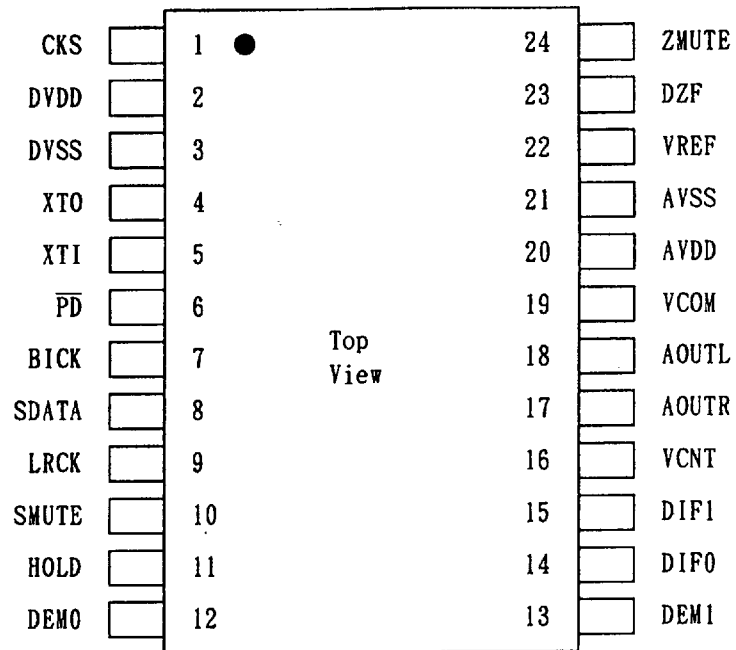 CKS 1 24 ZMUTE
DVDD 2 23 DZF
DVSS 3 22 VREF
XTO 4 21 AVSS
XTI 5 20 AVDD
P̅D̅ 6 19 VCOM
Top
BICK 7 18 AOUTL
View
SDATA 8 17 AOUTR
LRCK 9 16 VCNT
SMUTE 10 15 DIF1
HOLD 11 14 DIF0
DEM0 12 13 DEM1